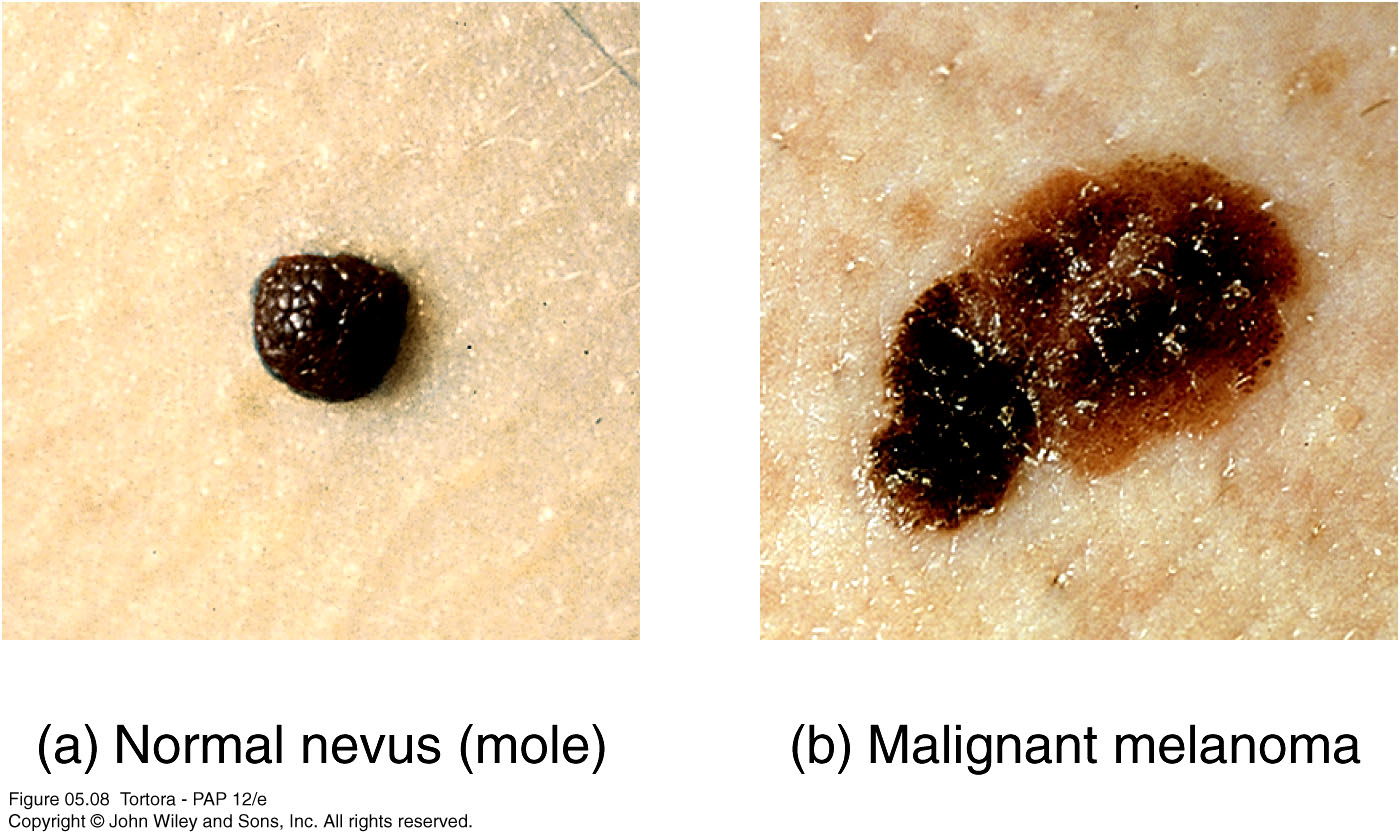 (a) Normal nevus (mole)
(b) Malignant melanoma
Figure 05.08 Tortora - PAP 12/e
Copyright © John Wiley and Sons, Inc. All rights reserved.